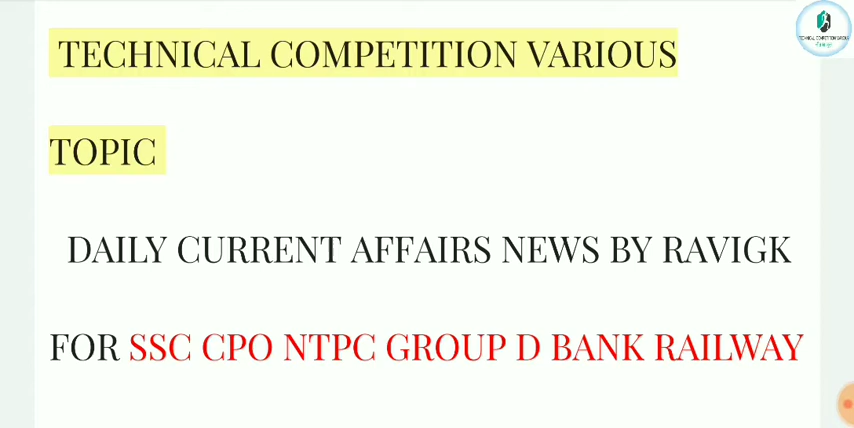 TECHNICAL COMPETITION VARIOUS
TOPIC
DAILY CURRENT AFFAIRS NEWS BY RAVIGK
FOR SSC CPO NTPC GROUP D BANK RAILWAY